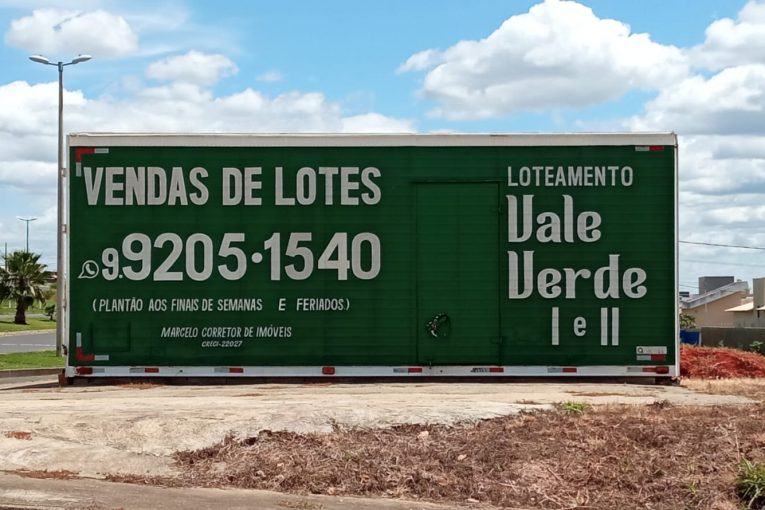 VENDAS DE LOTES
9.9205-1540
(PLANTÃO AOS FINAIS DE SEMANAS E FERIADOS)
MARCELO CORRETOR DE IMÓVEIS
CRECI-22027
LOTEAMENTO
Vale
Verde
I e II